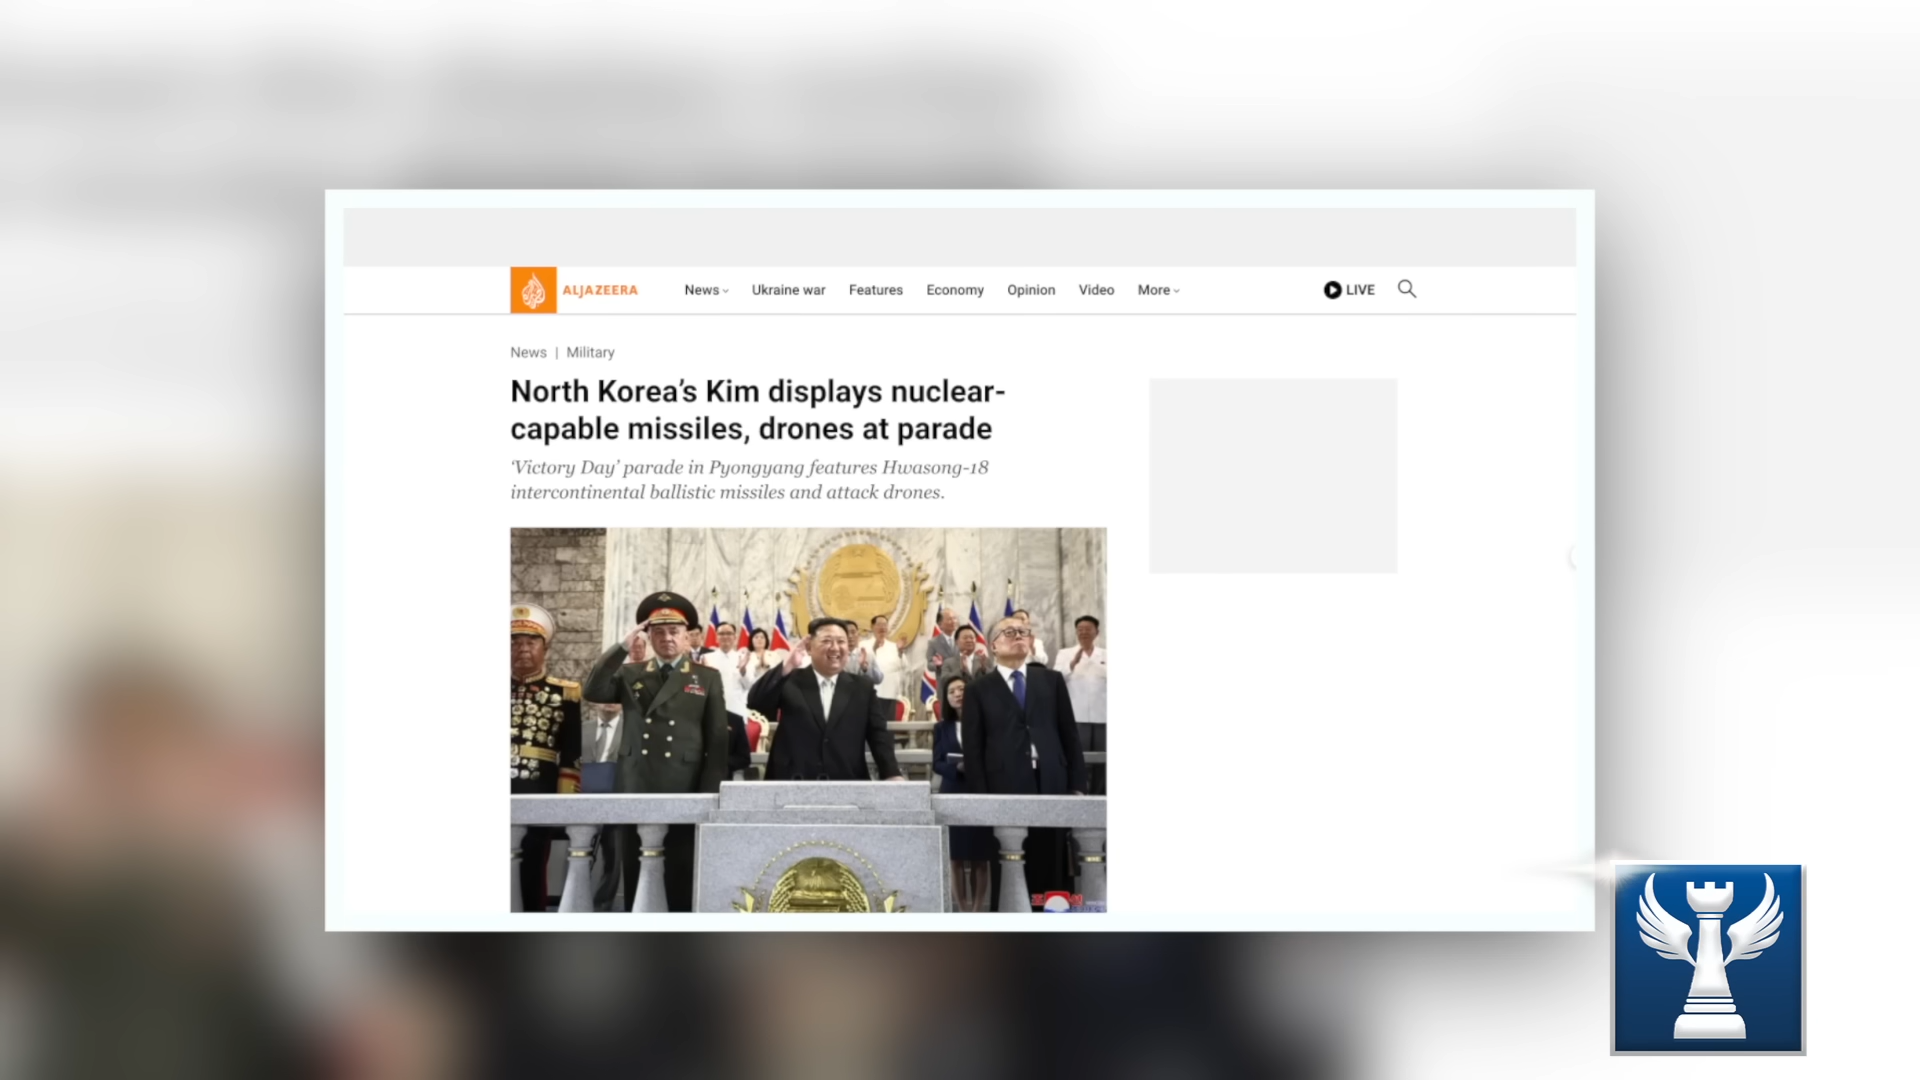 ALJAZEERA
News
Ukraine war
Features
Economy
Opinion
Video
More
LIVE
News | Military
North Korea’s Kim displays nuclear-
capable missiles, drones at parade
‘Victory Day’ parade in Pyongyang features Hwasong-18
intercontinental ballistic missiles and attack drones.